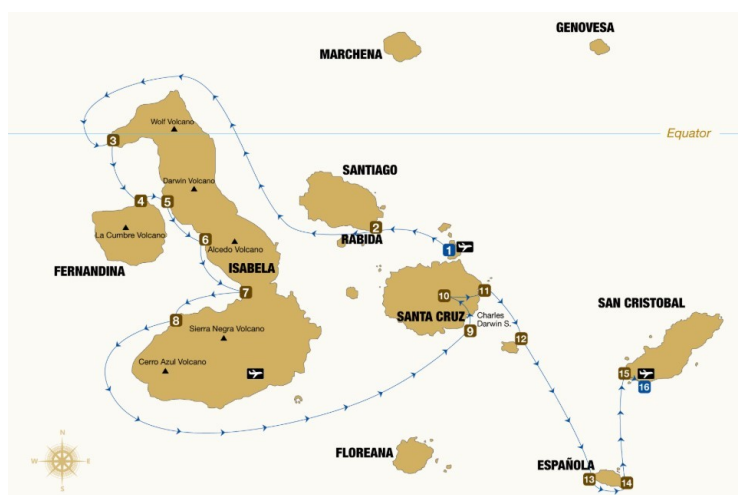 GENOVESA
MARCHENA
Wolf Volcano
Equator
3
SANTIAGO
Darwin Volcano
4
5
2
La Cumbre Volcano
6
Alcedo Volcano
RABIDA
1
FERNANDINA
ISABELA
7
10
11
SAN CRISTOBAL
8
SANTA CRUZ
Charles
Darwin S.
Sierra Negra Volcano
9
12
Cerro Azul Volcano
15
16
N
W
E
S
FLOREANA
ESPAÑOLA
13
14